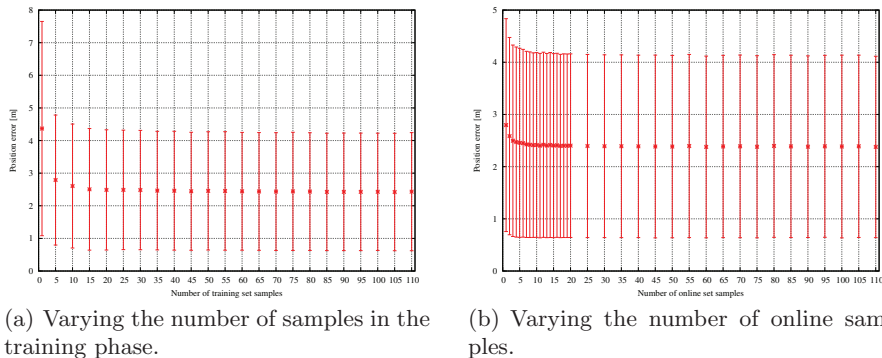 8
7
6
5
4
3
2
1
0
Position error [m]
0 5 10 15 20 25 30 35 40 45 50 55 60 65 70 75 80 85 90 95 100 105 110
Number of training set samples
(a) Varying the number of samples in the
training phase.
5
4
3
2
1
0
Position error [m]
0 5 10 15 20 25 30 35 40 45 50 55 60 65 70 75 80 85 90 95 100 105 110
Number of online set samples
(b) Varying the number of online sam
ples.